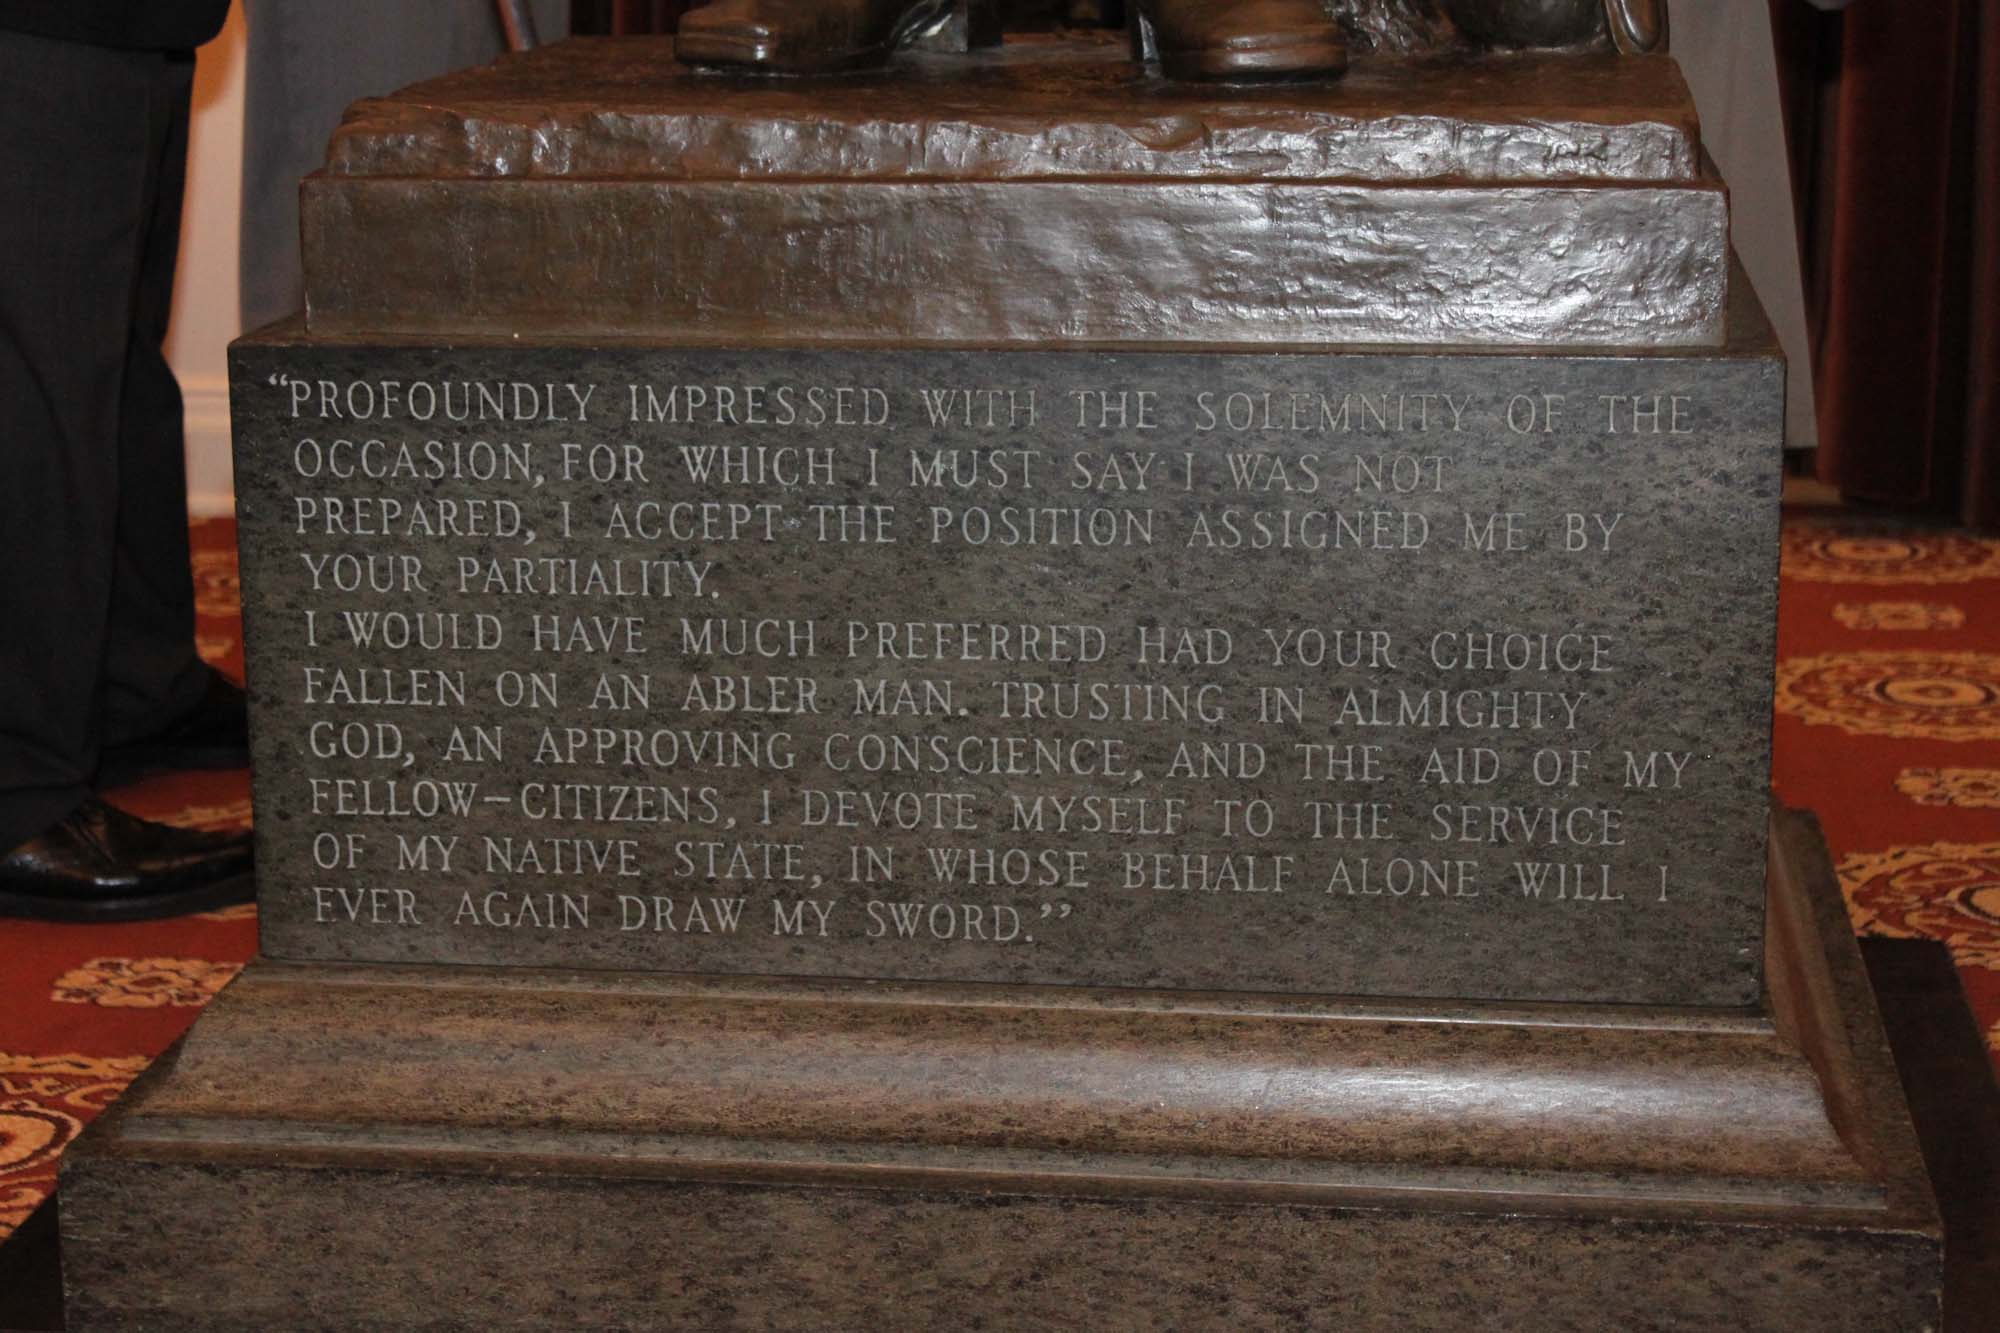 “PROFOUNDLY IMPRESSED WITH THE SOLEMNITY OF THE
OCCASION, FOR WHICH I MUST SAY I WAS NOT
PREPARED, I ACCEPT THE POSITION ASSIGNED ME BY
YOUR PARTIALITY.
I WOULD HAVE MUCH PREFERRED HAD YOUR CHOICE
FALLEN ON AN ABLER MAN. TRUSTING IN ALMIGHTY
GOD, AN APPROVING CONSCIENCE, AND THE AID OF MY
FELLOW-CITIZENS, I DEVOTE MYSELF TO THE SERVICE
OF MY NATIVE STATE, IN WHOSE BEHALF ALONE WILL I
EVER AGAIN DRAW MY SWORD.”